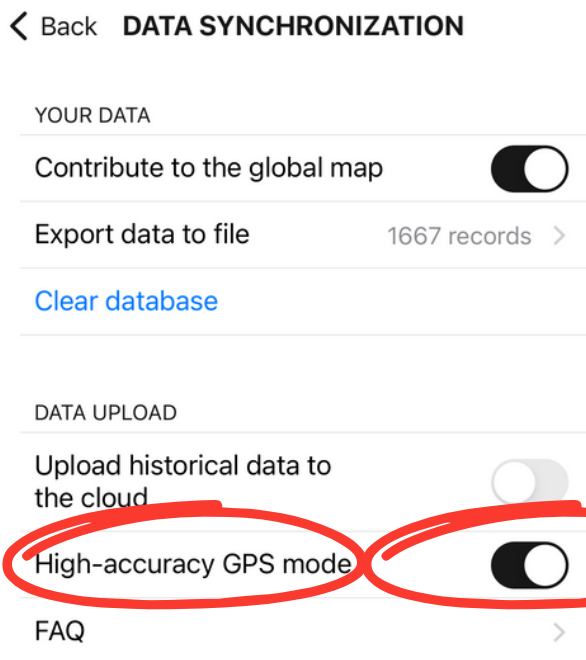 Back DATA SYNCHRONIZATION
YOUR DATA
Contribute to the global map
Export data to file 1667 records
Clear database
DATA UPLOAD
Upload historical data to
the cloud
High-accuracy GPS mode
FAQ